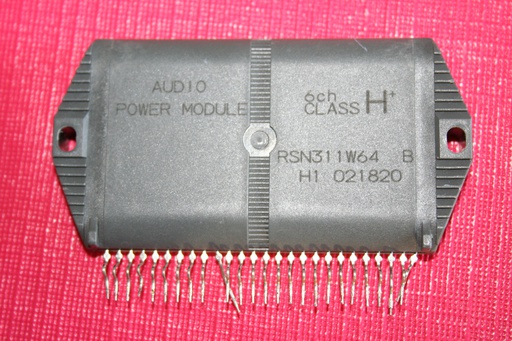 AUDIO
POWER MODULE
6ch
CLASS H+
RSN311W64 B
H1 021820